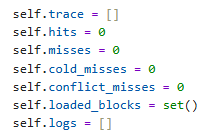 self.trace = []
self.hits = 0
self.misses = 0
self.cold_misses = 0
self.conflict_misses = 0
self.loaded_blocks = set()
self.logs = []